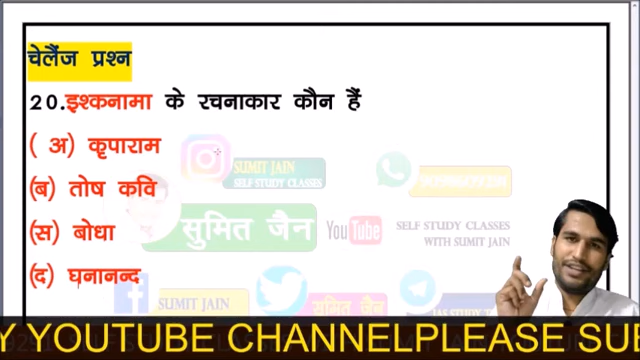 चेलैंज प्रश्न
20.इश्कनामा के रचनाकार कौन हैं
( अ) कृपाराम
(ब) तोष कवि
(स) बोधा
(द) घनानन्द
SUMIT JAIN
SELF STUDY CLASSES
सुमित जैन
YouTube
SELF STUDY CLASSES
WITH SUMIT JAIN
SUMIT JAIN
सुमित जैन
Y YOUTUBE CHANNELPLEASE SUB